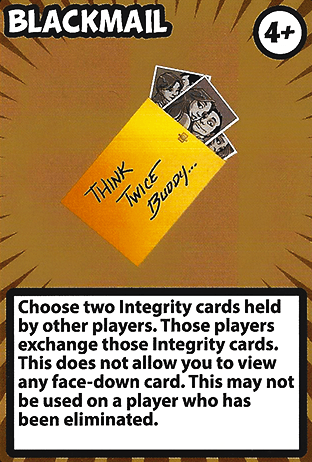 BLACKMAIL
4+
THINK
TWICE
BUDDY...
Choose two Integrity cards held
by other players. Those players
exchange those Integrity cards.
This does not allow you to view
any face-down card. This may not
be used on a player who has
been eliminated.